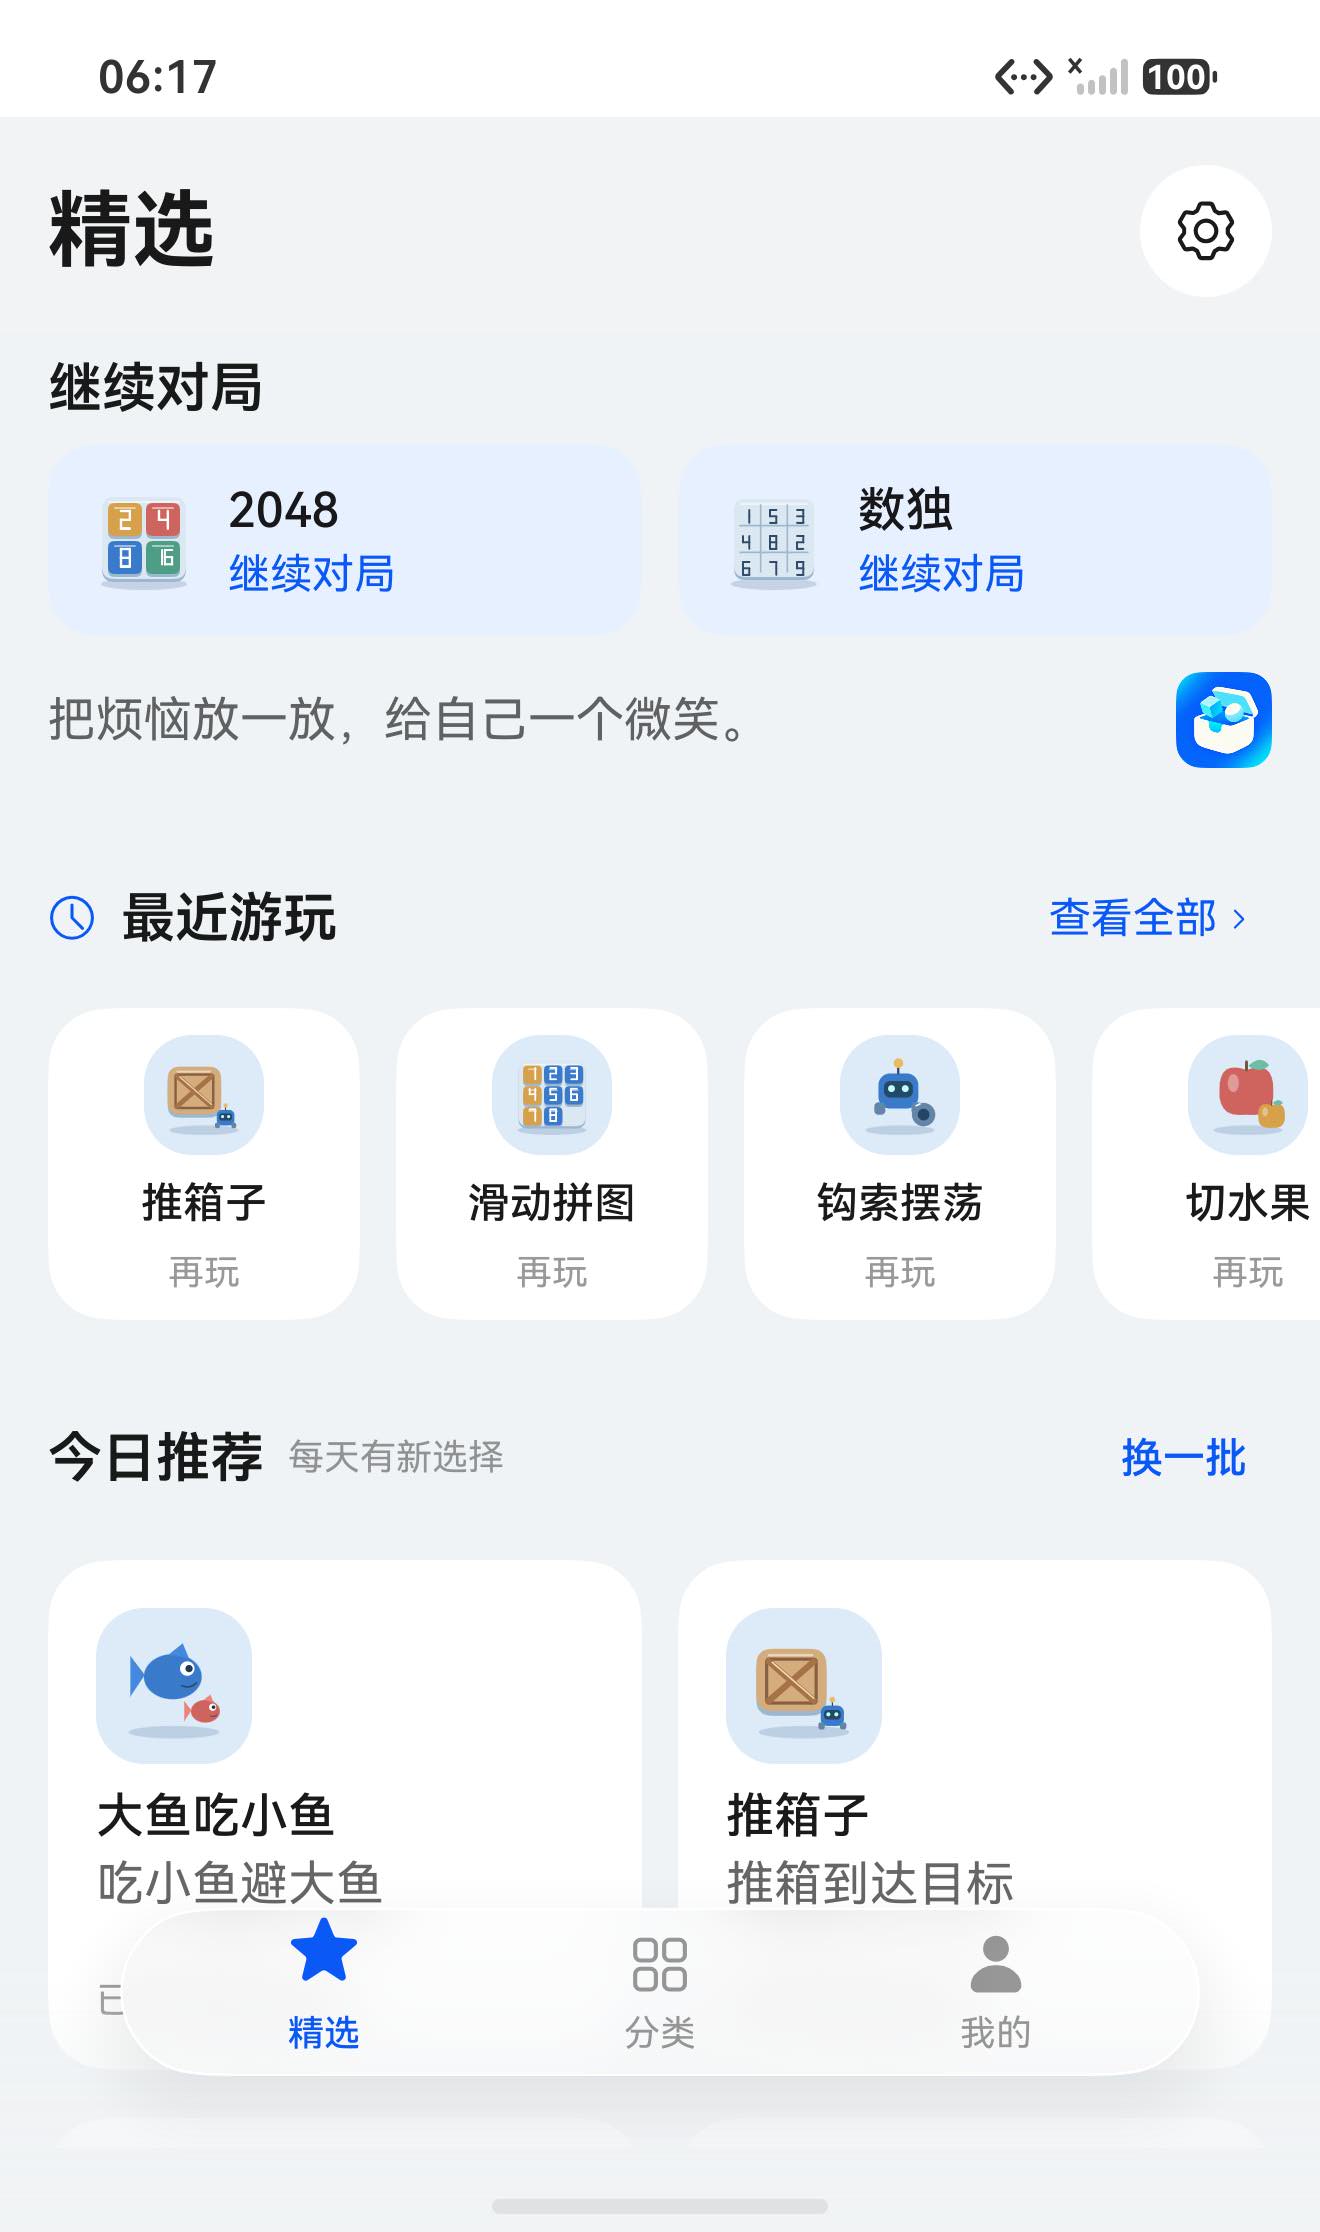 06:17
100
精选
继续对局
2048
继续对局
数独
继续对局
把烦恼放一放，给自己一个微笑。
最近游玩
查看全部
推箱子
再玩
滑动拼图
再玩
钩索摆荡
再玩
切水果
再玩
今日推荐 每天有新选择
换一批
大鱼吃小鱼
吃小鱼避大鱼
推箱子
推箱到达目标
精选
分类
我的